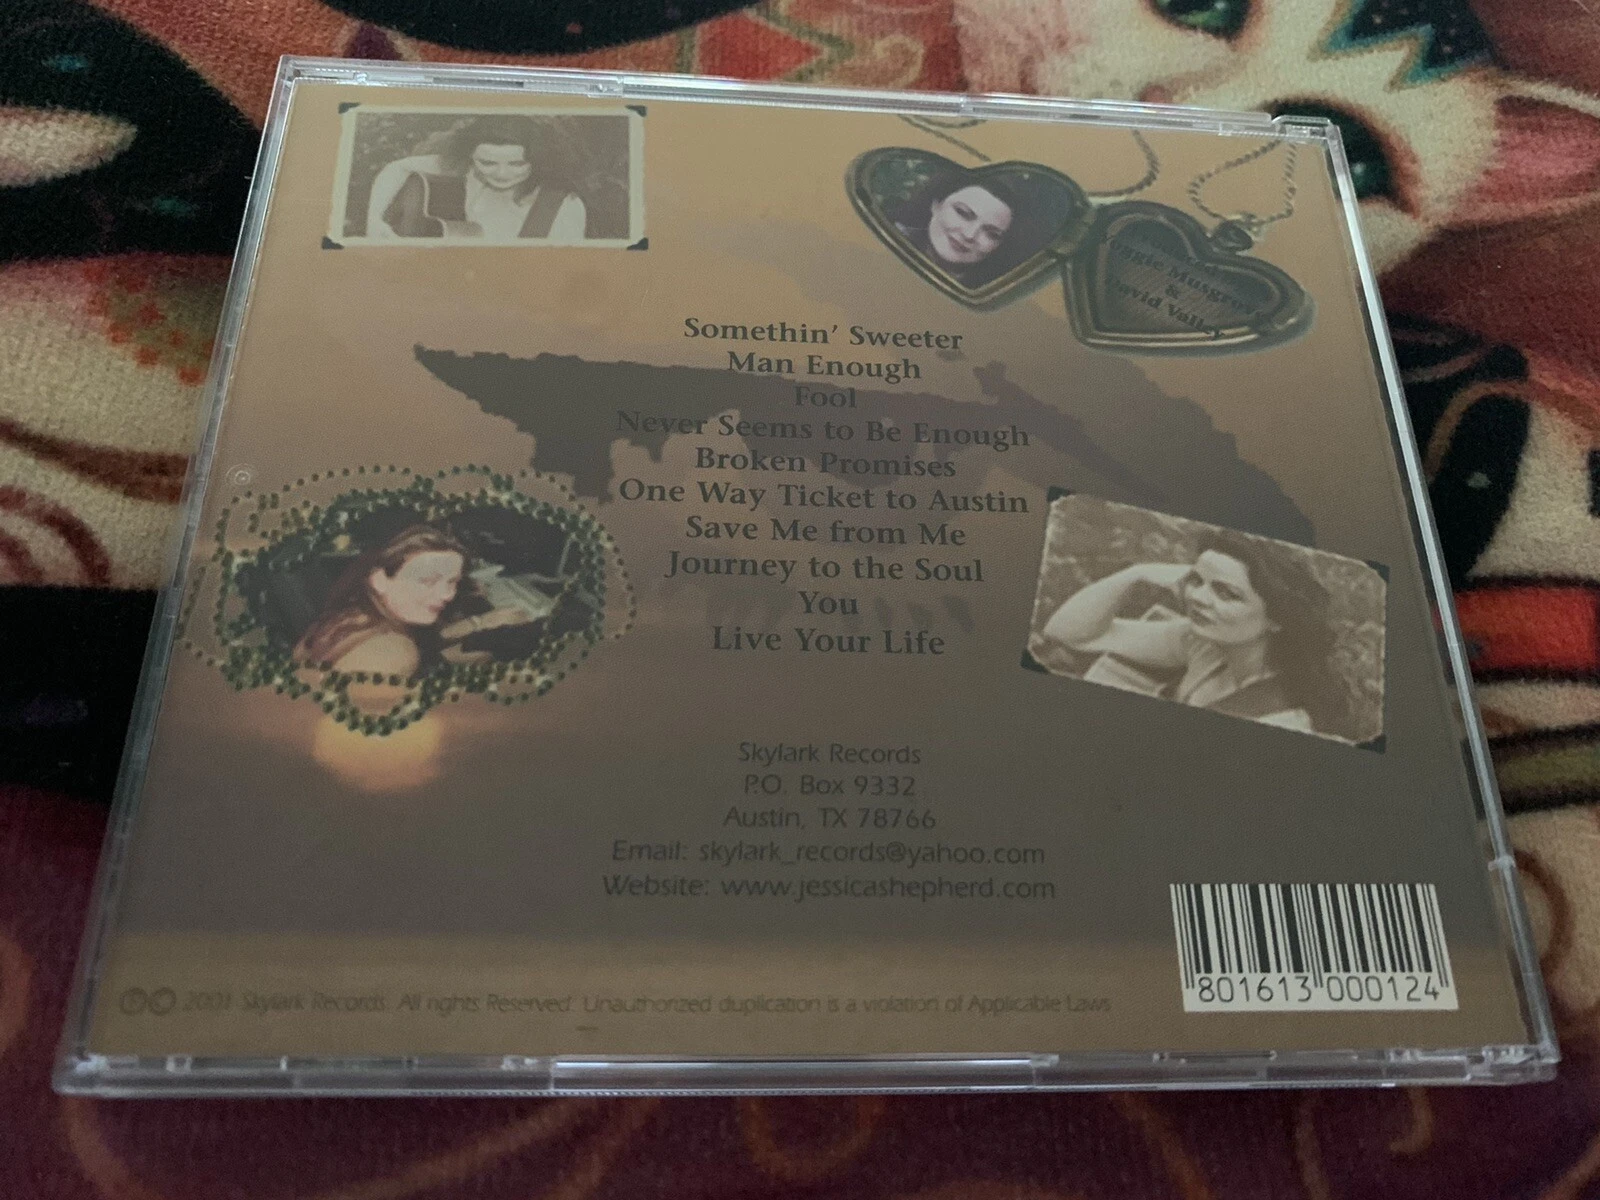 & 
David Valley
Somethin' Sweeter
Man Enough
Fool
Never Seems to Be Enough
Broken Promises
One Way Ticket to Austin
Save Me from Me
Journey to the Soul
You
Live Your Life
Skylark Records
P.O. Box 9332
Austin, TX 78766
Email: skylark_records@yahoo.com
Website: www.jessicashepherd.com
℗© 2001 Skylark Records. All rights Reserved. Unauthorized duplication is a violation of Applicable Laws
801613 000124